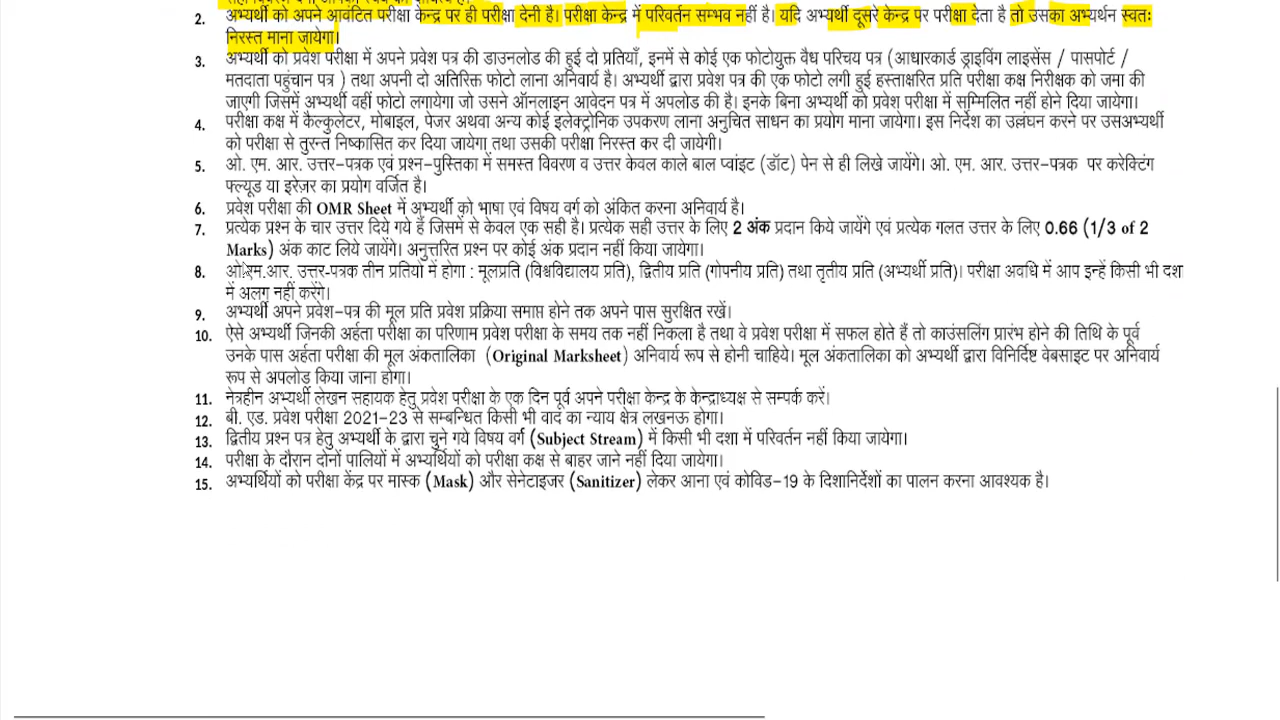 2. अभ्यर्थी को अपने आवंटित परीक्षा केन्द्र पर ही परीक्षा देनी है। परीक्षा केन्द्र में परिवर्तन सम्भव नहीं है। यदि अभ्यर्थी दूसरे केन्द्र पर परीक्षा देता है तो उसका अभ्यर्थन स्वतः
निरस्त माना जायेगा।
3. अभ्यर्थी को प्रवेश परीक्षा में अपने प्रवेश पत्र की डाउनलोड की हुई दो प्रतियाँ, इनमें से कोई एक फोटोयुक्त वैध परिचय पत्र (आधारकार्ड ड्राइविंग लाइसेंस / पासपोर्ट /
मतदाता पहुंचान पत्र ) तथा अपनी दो अतिरिक्त फोटो लाना अनिवार्य है। अभ्यर्थी द्वारा प्रवेश पत्र की एक फोटो लगी हुई हस्ताक्षरित प्रति परीक्षा कक्ष निरीक्षक को जमा की
जाएगी जिसमें अभ्यर्थी वहीं फोटो लगायेगा जो उसने ऑनलाइन आवेदन पत्र में अपलोड की है। इनके बिना अभ्यर्थी को प्रवेश परीक्षा में सम्मिलित नहीं होने दिया जायेगा।
4. परीक्षा कक्ष में कैल्कुलेटर, मोबाइल, पेजर अथवा अन्य कोई इलेक्ट्रोनिक उपकरण लाना अनुचित साधन का प्रयोग माना जायेगा। इस निर्देश का उल्लंघन करने पर उसअभ्यर्थी
को परीक्षा से तुरन्त निष्कासित कर दिया जायेगा तथा उसकी परीक्षा निरस्त कर दी जायेगी।
5. ओ. एम. आर. उत्तर-पत्रक एवं प्रश्न-पुस्तिका में समस्त विवरण व उत्तर केवल काले बाल प्वांइट (डॉट) पेन से ही लिखे जायेंगे। ओ. एम. आर. उत्तर-पत्रक पर करेक्टिंग
फ्ल्यूड या इरेज़र का प्रयोग वर्जित है।
6. प्रवेश परीक्षा की OMR Sheet में अभ्यर्थी को भाषा एवं विषय वर्ग को अंकित करना अनिवार्य है।
7. प्रत्येक प्रश्न के चार उत्तर दिये गये हैं जिसमें से केवल एक सही है। प्रत्येक सही उत्तर के लिए 2 अंक प्रदान किये जायेंगे एवं प्रत्येक गलत उत्तर के लिए 0.66 (1/3 of 2
Marks) अंक काट लिये जायेंगे। अनुत्तरित प्रश्न पर कोई अंक प्रदान नहीं किया जायेगा।
8. ओ.एम.आर. उत्तर-पत्रक तीन प्रतियो में होगा : मूलप्रति (विश्वविद्यालय प्रति), द्वितीय प्रति (गोपनीय प्रति) तथा तृतीय प्रति (अभ्यर्थी प्रति)। परीक्षा अवधि में आप इन्हें किसी भी दशा
में अलग नहीं करेंगे।
9. अभ्यर्थी अपने प्रवेश-पत्र की मूल प्रति प्रवेश प्रक्रिया समाप्त होने तक अपने पास सुरक्षित रखें।
10. ऐसे अभ्यर्थी जिनकी अर्हता परीक्षा का परिणाम प्रवेश परीक्षा के समय तक नहीं निकला है तथा वे प्रवेश परीक्षा में सफल होते हैं तो काउंसलिंग प्रारंभ होने की तिथि के पूर्व
उनके पास अर्हता परीक्षा की मूल अंकतालिका (Original Marksheet) अनिवार्य रूप से होनी चाहिये। मूल अंकतालिका को अभ्यर्थी द्वारा विनिर्दिष्ट वेबसाइट पर अनिवार्य
रूप से अपलोड किया जाना होगा।
11. नेत्रहीन अभ्यर्थी लेखन सहायक हेतु प्रवेश परीक्षा के एक दिन पूर्व अपने परीक्षा केन्द्र के केन्द्राध्यक्ष से सम्पर्क करें।
12. बी. एड. प्रवेश परीक्षा 2021-23 से सम्बन्धित किसी भी वाद का न्याय क्षेत्र लखनऊ होगा।
13. द्वितीय प्रश्न पत्र हेतु अभ्यर्थी के द्वारा चुने गये विषय वर्ग (Subject Stream) में किसी भी दशा में परिवर्तन नहीं किया जायेगा।
14. परीक्षा के दौरान दोनों पालियों में अभ्यर्थियों को परीक्षा कक्ष से बाहर जाने नहीं दिया जायेगा।
15. अभ्यर्थियों को परीक्षा केंद्र पर मास्क (Mask) और सेनेटाइजर (Sanitizer) लेकर आना एवं कोविड-19 के दिशानिर्देशों का पालन करना आवश्यक है।